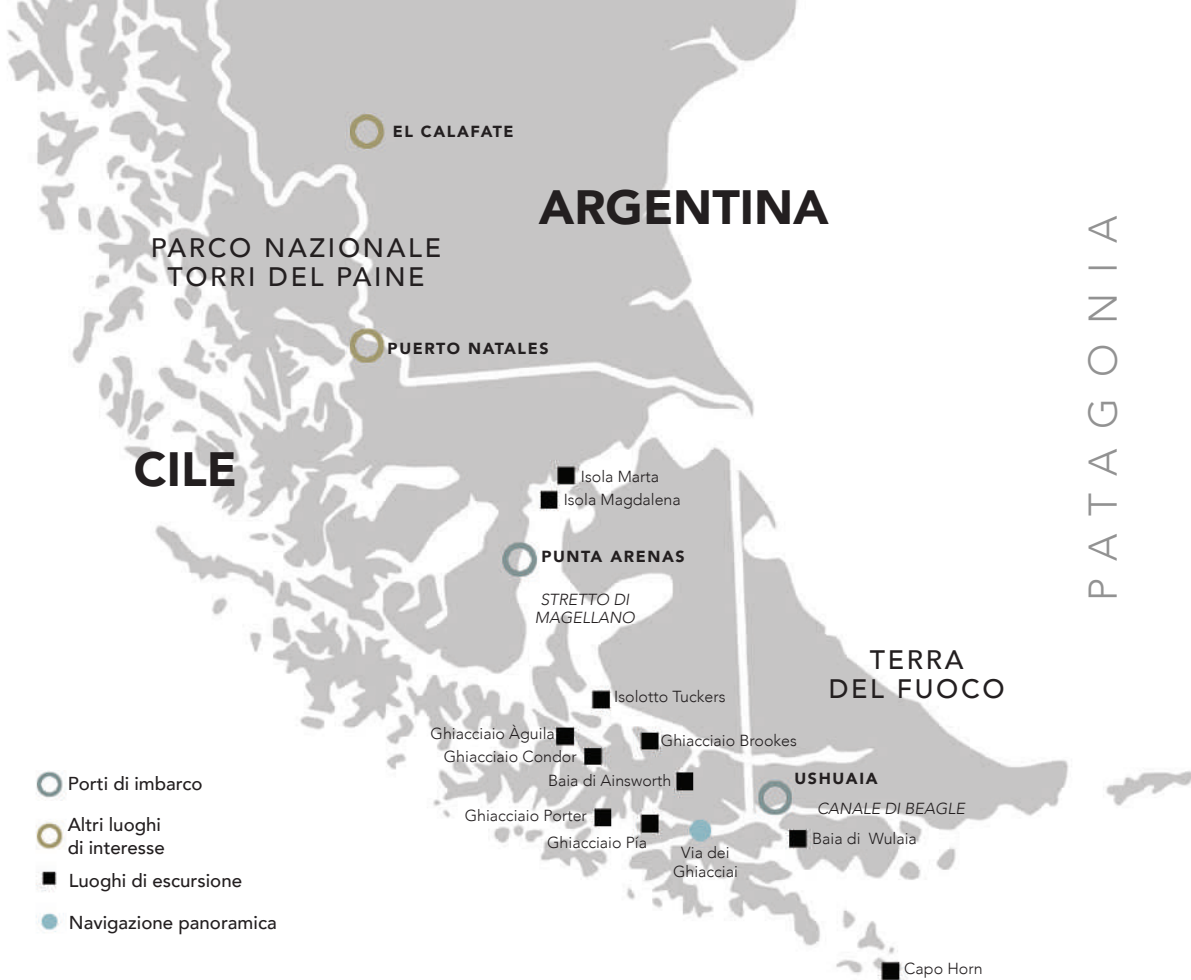 EL CALAFATE
ARGENTINA
PARCO NAZIONALE
TORRI DEL PAINE
PATAGONIA
PUERTO NATALES
CILE
Isola Marta
Isola Magdalena
PUNTA ARENAS
STRETTO DI
MAGELLANO
TERRA
DEL FUOCO
Isolotto Tuckers
Ghiacciaio Àguila
Ghiacciaio Brookes
Ghiacciaio Condor
Baia di Ainsworth
USHUAIA
CANALE DI BEAGLE
Ghiacciaio Porter
Ghiacciaio Pía
Via dei
Ghiacciai
Baia di Wulaia
Capo Horn
Porti di imbarco
Altri luoghi
di interesse
Luoghi di escursione
Navigazione panoramica